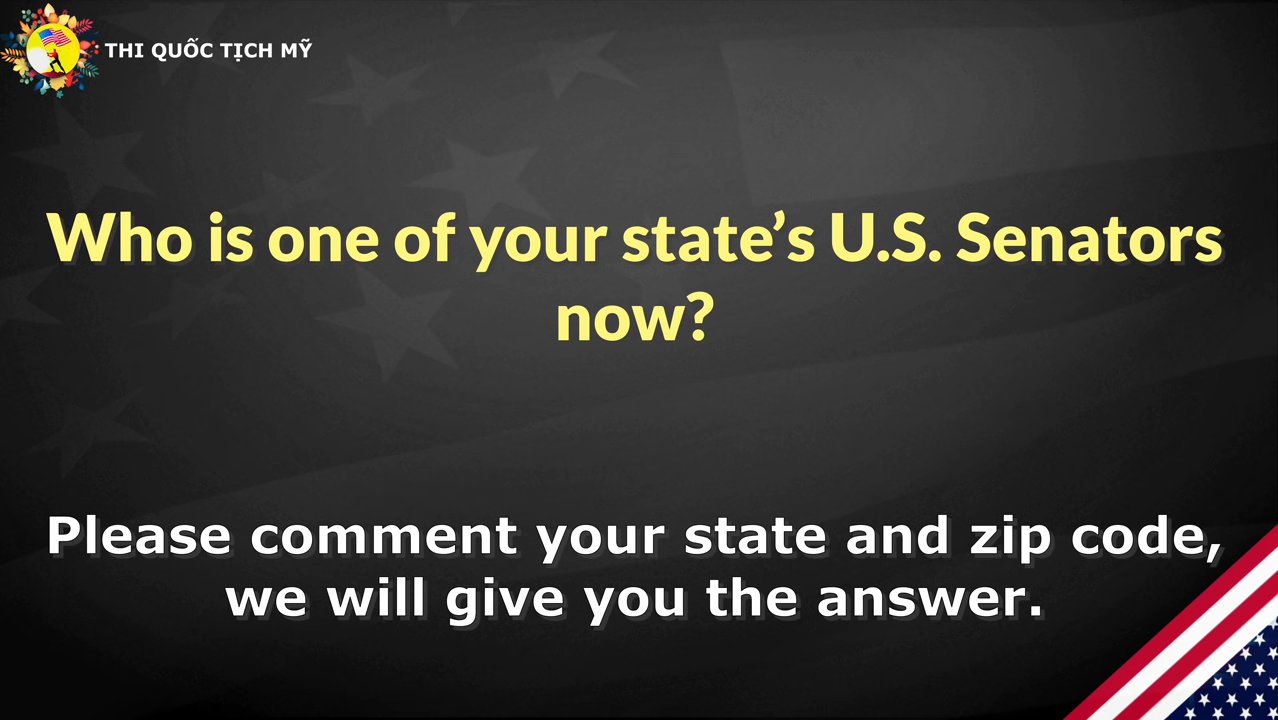 THI QUỐC TỊCH MỸ
Who is one of your state’s U.S. Senators
now?
Please comment your state and zip code,
we will give you the answer.